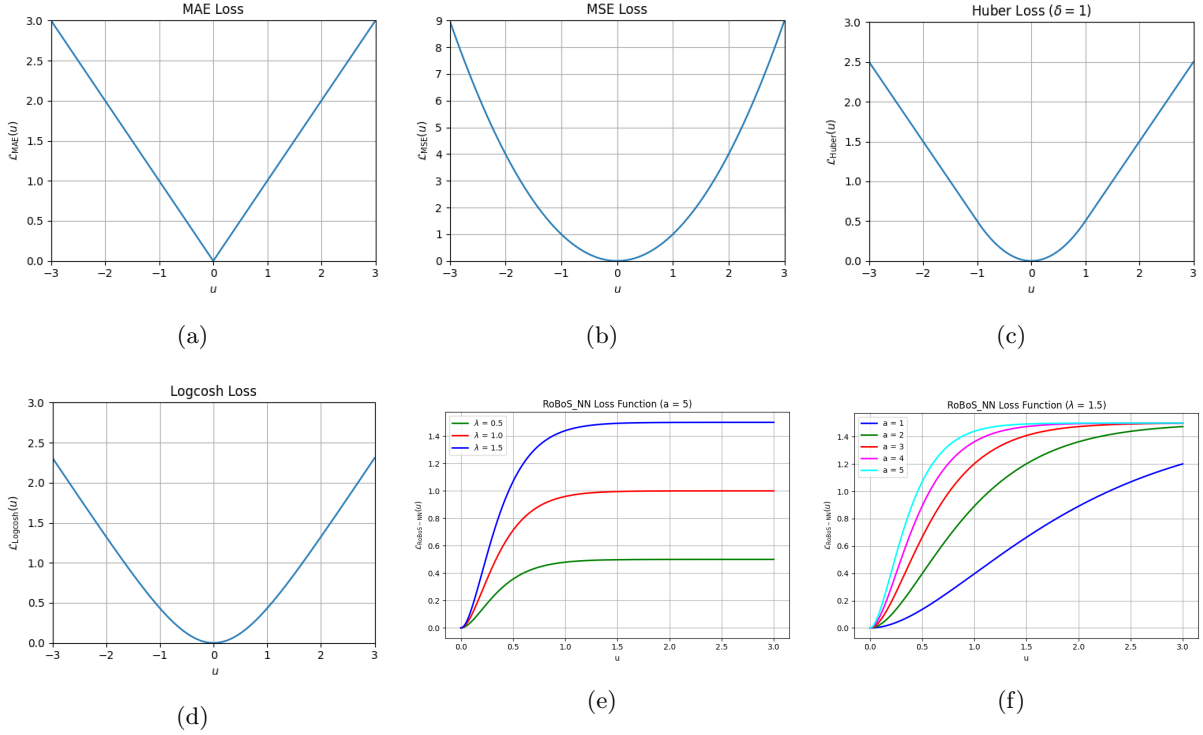 MAE Loss
3.0
2.5
2.0
1.5
1.0
0.5
0.0
ℒ_MAE(u)
−3 −2 −1 0 1 2 3
u
(a)
MSE Loss
9
8
7
6
5
4
3
2
1
0
ℒ_MSE(u)
−3 −2 −1 0 1 2 3
u
(b)
Huber Loss (δ = 1)
3.0
2.5
2.0
1.5
1.0
0.5
0.0
ℒ_Huber(u)
−3 −2 −1 0 1 2 3
u
(c)
Logcosh Loss
3.0
2.5
2.0
1.5
1.0
0.5
0.0
ℒ_Logcosh(u)
−3 −2 −1 0 1 2 3
u
(d)
RoBoS_NN Loss Function (a = 5)
λ = 0.5
λ = 1.0
λ = 1.5
1.4
1.2
1.0
0.8
0.6
0.4
0.2
0.0
ℒ_RoBoS−NN(u)
0.0 0.5 1.0 1.5 2.0 2.5 3.0
u
(e)
RoBoS_NN Loss Function (λ = 1.5)
a = 1
a = 2
a = 3
a = 4
a = 5
1.4
1.2
1.0
0.8
0.6
0.4
0.2
0.0
ℒ_RoBoS−NN(u)
0.0 0.5 1.0 1.5 2.0 2.5 3.0
u
(f)